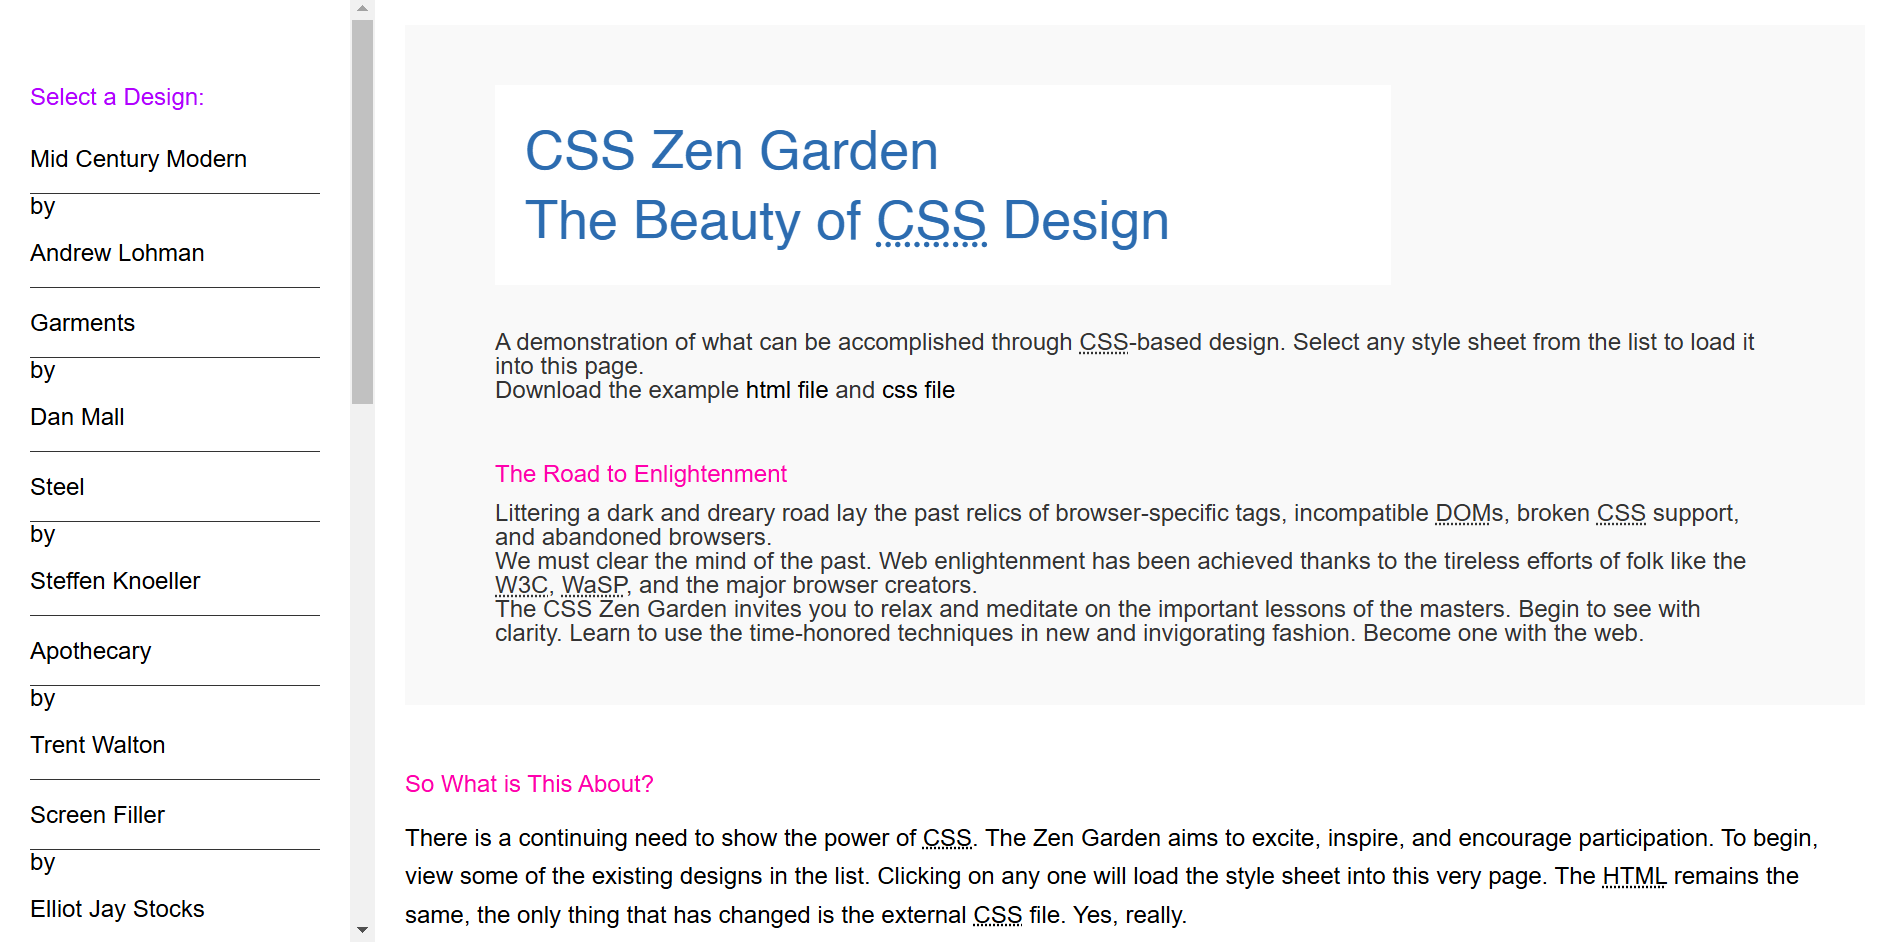 Select a Design:
Mid Century Modern
by
Andrew Lohman
Garments
by
Dan Mall
Steel
by
Steffen Knoeller
Apothecary
by
Trent Walton
Screen Filler
by
Elliot Jay Stocks
CSS Zen Garden
The Beauty of CSS Design
A demonstration of what can be accomplished through CSS-based design. Select any style sheet from the list to load it
into this page.
Download the example html file and css file
The Road to Enlightenment
Littering a dark and dreary road lay the past relics of browser-specific tags, incompatible DOMs, broken CSS support,
and abandoned browsers.
We must clear the mind of the past. Web enlightenment has been achieved thanks to the tireless efforts of folk like the
W3C, WaSP, and the major browser creators.
The CSS Zen Garden invites you to relax and meditate on the important lessons of the masters. Begin to see with
clarity. Learn to use the time-honored techniques in new and invigorating fashion. Become one with the web.
So What is This About?
There is a continuing need to show the power of CSS. The Zen Garden aims to excite, inspire, and encourage participation. To begin,
view some of the existing designs in the list. Clicking on any one will load the style sheet into this very page. The HTML remains the
same, the only thing that has changed is the external CSS file. Yes, really.